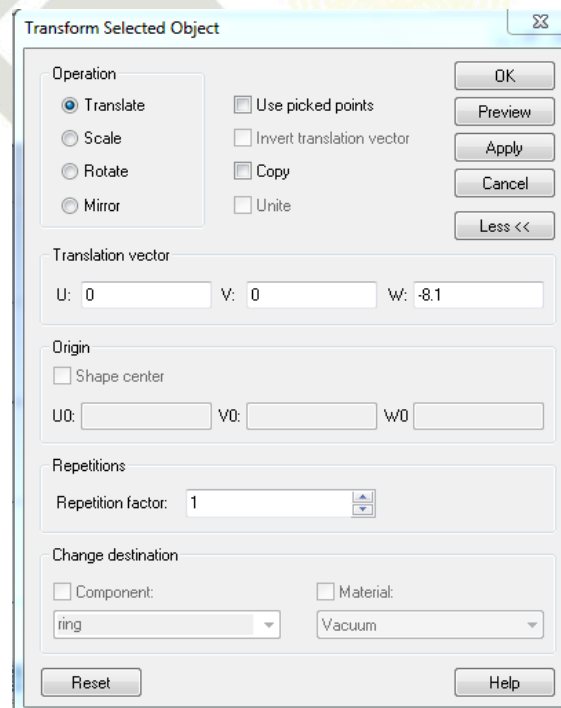 Transform Selected Object
Operation
Translate
Scale
Rotate
Mirror
Use picked points
Invert translation vector
Copy
Unite
OK
Preview
Apply
Cancel
Less <<
Translation vector
U: 0 V: 0 W: -8.1
Origin
Shape center
U0: V0: W0
Repetitions
Repetition factor: 1
Change destination
Component: Material:
ring Vacuum
Reset Help